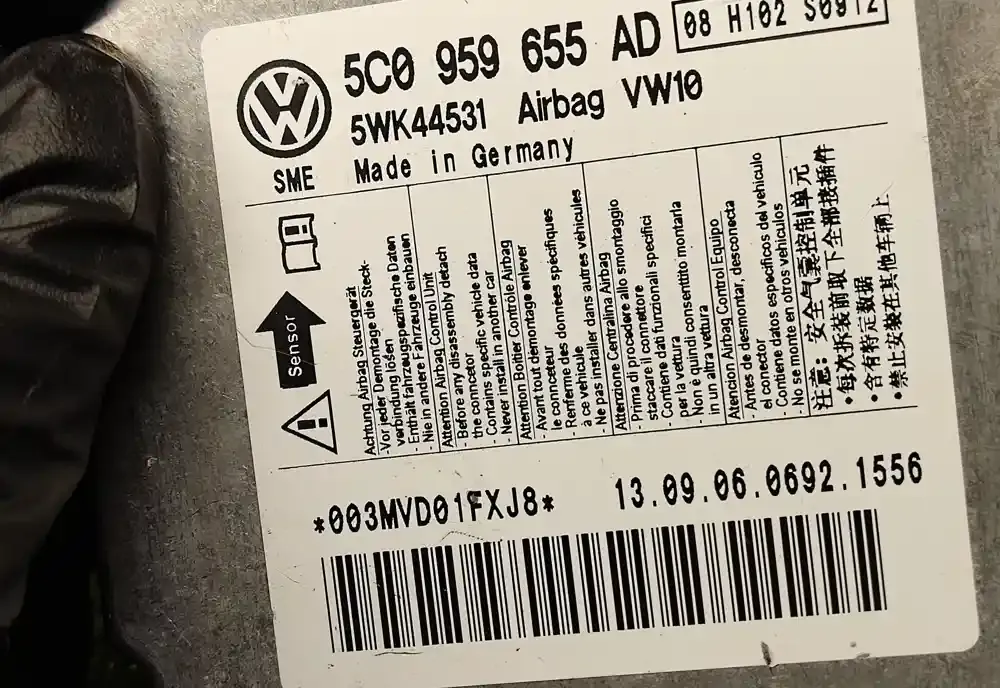 5C0 959 655 AD
08 H102 S0912
5WK44531 Airbag VW10
Made in Germany
SME
Sensor
Achtung Airbag Steuergerät
-Vor jeder Demontage die Steck-
verbindung lösen
- Enthält fahrzeugspezifische Daten
- Nie in andere Fahrzeuge einbauen
Attention Airbag Control Unit
- Before any disassembly detach
the connector
- Contains specific vehicle data
- Never install in another car
Attention Boitier Contrôle Airbag
- Avant tout démontage enlever
le connecteur
- Renferme des données spécifiques
à ce véhicule
- Ne pas installer dans autres véhicules
Attenzione Centralina Airbag
- Prima di procedere allo smontaggio
staccare il connettore
- Contiene dati funzionali specifici
per la vettura
- Non è quindi consentitito montarla
in un altra vettura
Atencion Airbag Control Equipo
- Antes de desmontar, desconecta
el conector
- Contiene datos específicos del vehículo
- No se monte en otros vehículos
注意: 安全气囊控制单元
•每次拆装前取下全部接插件
•含有特定数据
•禁止安装在其他车辆上
*003MVD01FXJ8*
13.09.06.0692.1556